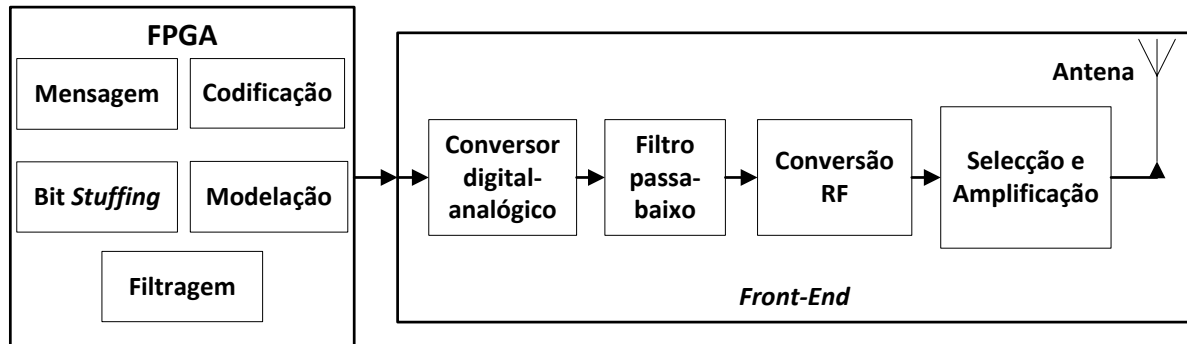 FPGA
Mensagem
Codificação
Bit Stuffing
Modelação
Filtragem
Antena
Conversor
digital-
analógico
Filtro
passa-
baixo
Conversão
RF
Selecção e
Amplificação
Front-End